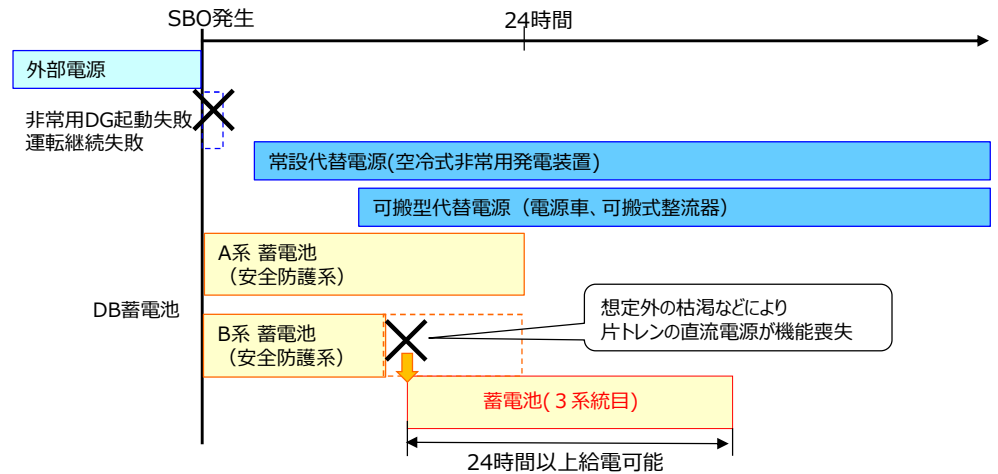 SBO発生
24時間
外部電源
非常用DG起動失敗
運転継続失敗
常設代替電源(空冷式非常用発電装置)
可搬型代替電源（電源車、可搬式整流器）
A系 蓄電池
（安全防護系）
DB蓄電池
B系 蓄電池
（安全防護系）
想定外の枯渇などにより
片トレンの直流電源が機能喪失
蓄電池(３系統目)
24時間以上給電可能